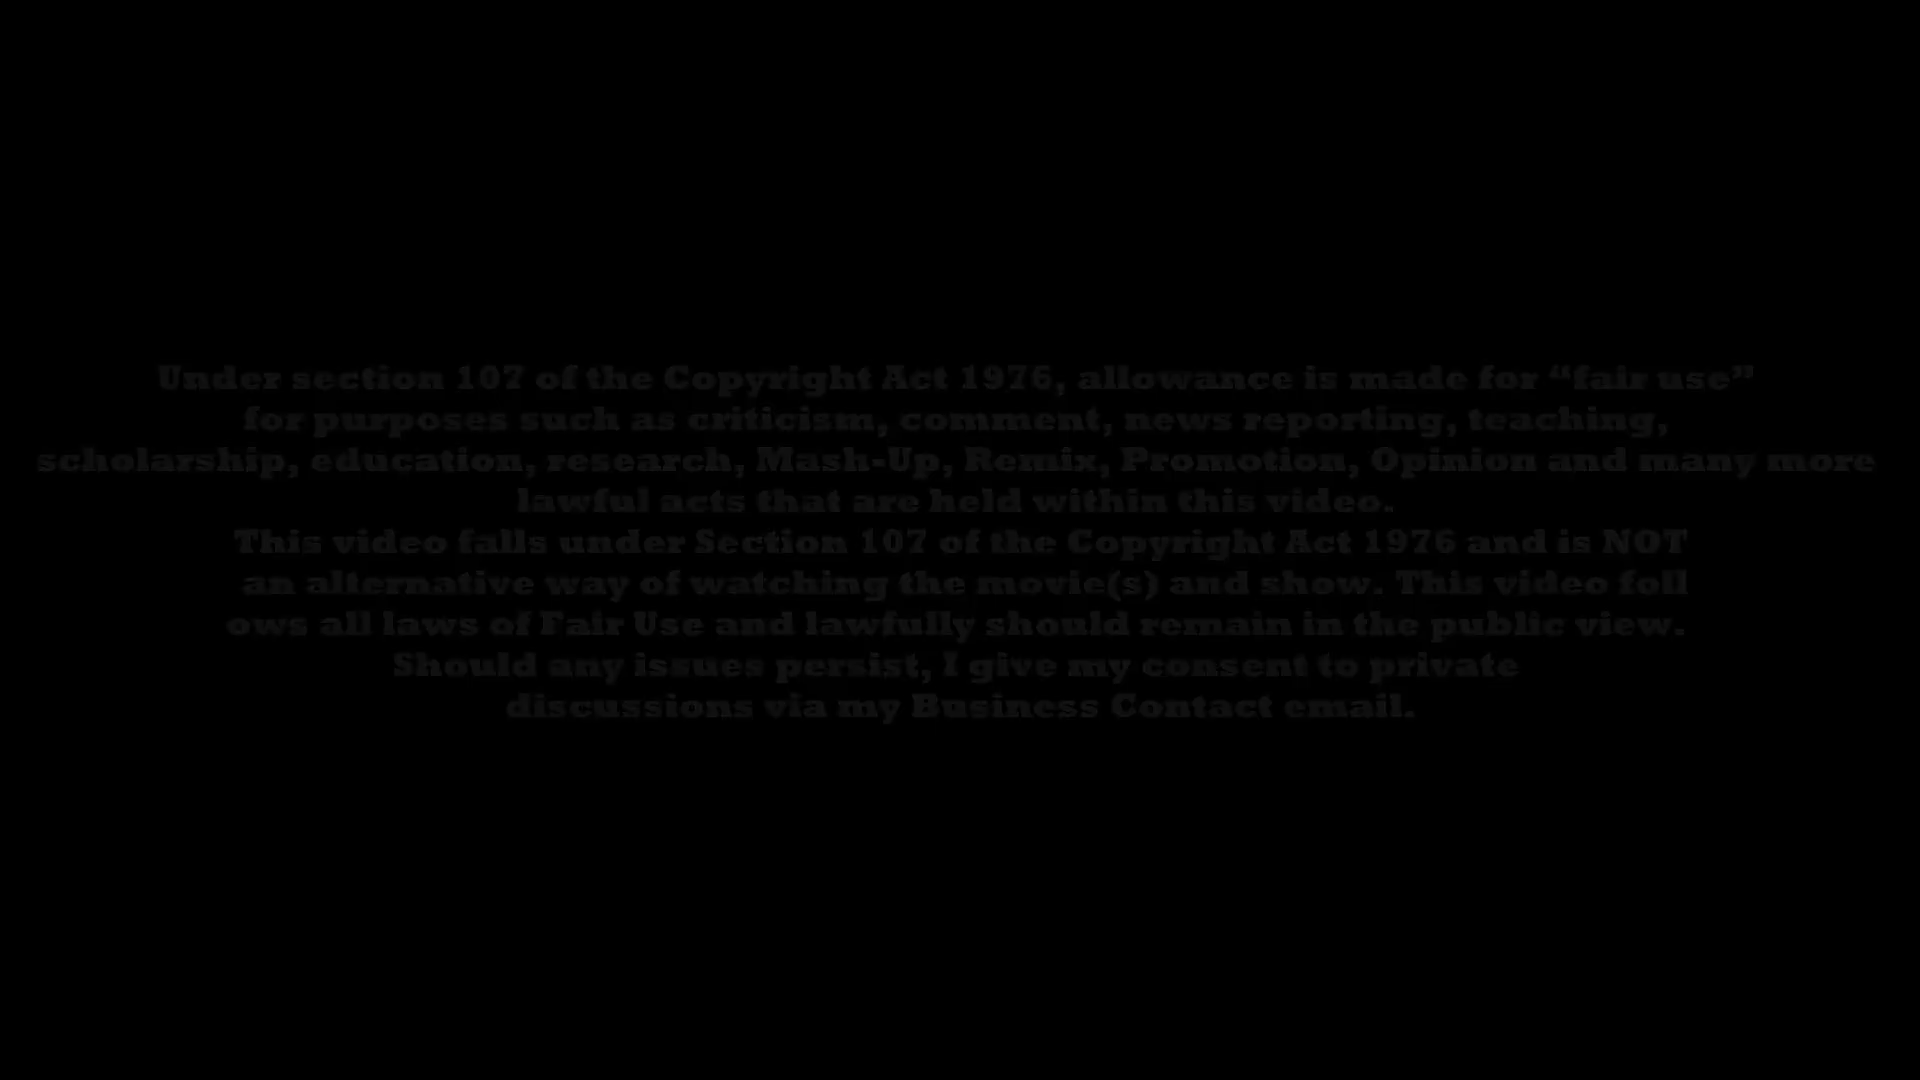 Under section 107 of the Copyright Act 1976, allowance is made for “fair use”
for purposes such as criticism, comment, news reporting, teaching,
scholarship, education, research, Mash-Up, Remix, Promotion, Opinion and many more
lawful acts that are held within this video.
This video falls under Section 107 of the Copyright Act 1976 and is NOT
an alternative way of watching the movie(s) and show. This video foll
ows all laws of Fair Use and lawfully should remain in the public view.
Should any issues persist, I give my consent to private
discussions via my Business Contact email.